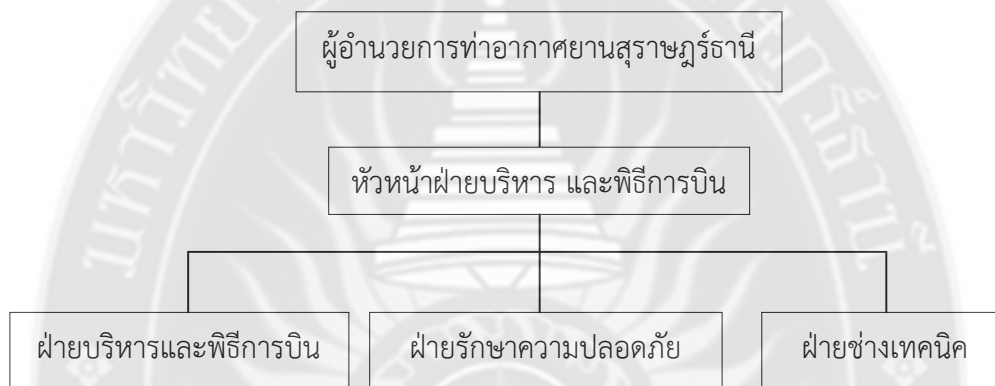 ผู้อำนวยการท่าอากาศยานสุราษฎร์ธานี
หัวหน้าฝ่ายบริหาร และพิธีการบิน
ฝ่ายบริหารและพิธีการบิน
ฝ่ายรักษาความปลอดภัย
ฝ่ายช่างเทคนิค